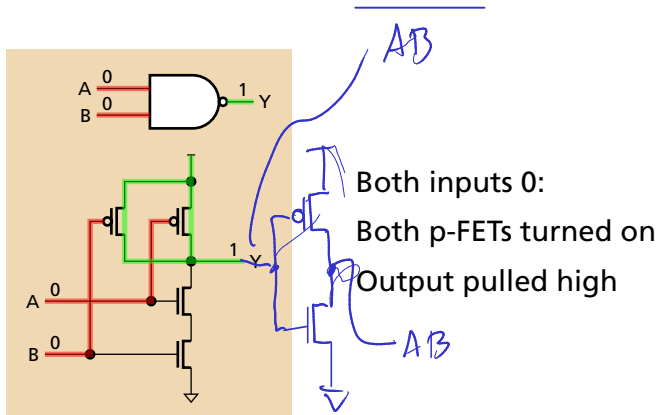 AB
A 0
B 0
1 Y
Both inputs 0:
Both p-FETs turned on
Output pulled high
1 Y
A 0
B 0
AB